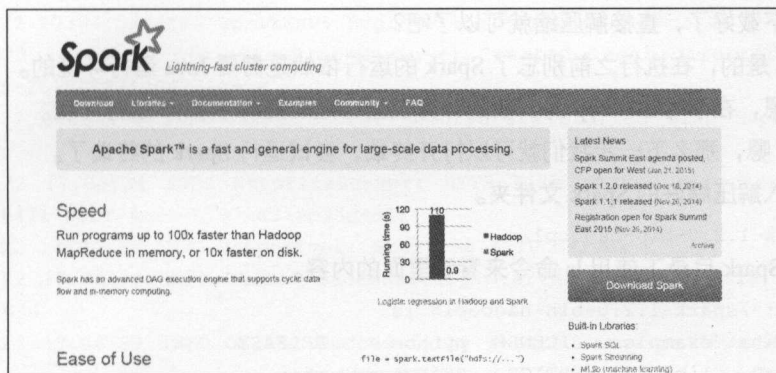 Spark
Lightning-fast cluster computing
Download Libraries Documentation Examples Community FAQ
Apache Spark™ is a fast and general engine for large-scale data processing.
Latest News
Spark Summit East agenda posted,
CFP open for West (Jan 21, 2015)
Spark 1.2.0 released (Dec 18, 2014)
Spark 1.1.1 released (Nov 26, 2014)
Registration open for Spark Summit
East 2015 (Nov 26, 2014)
Archive
Speed
Run programs up to 100x faster than Hadoop
MapReduce in memory, or 10x faster on disk.
Spark has an advanced DAG execution engine that supports cyclic data
flow and in-memory computing.
Running time (s)
120
90
60
30
0
110
0.9
Hadoop
Spark
Logistic regression in Hadoop and Spark
Download Spark
Built-in Libraries:
Spark SQL
Spark Streaming
MLlib (machine learning)
Ease of Use
file = spark.textFile("hdfs://...")